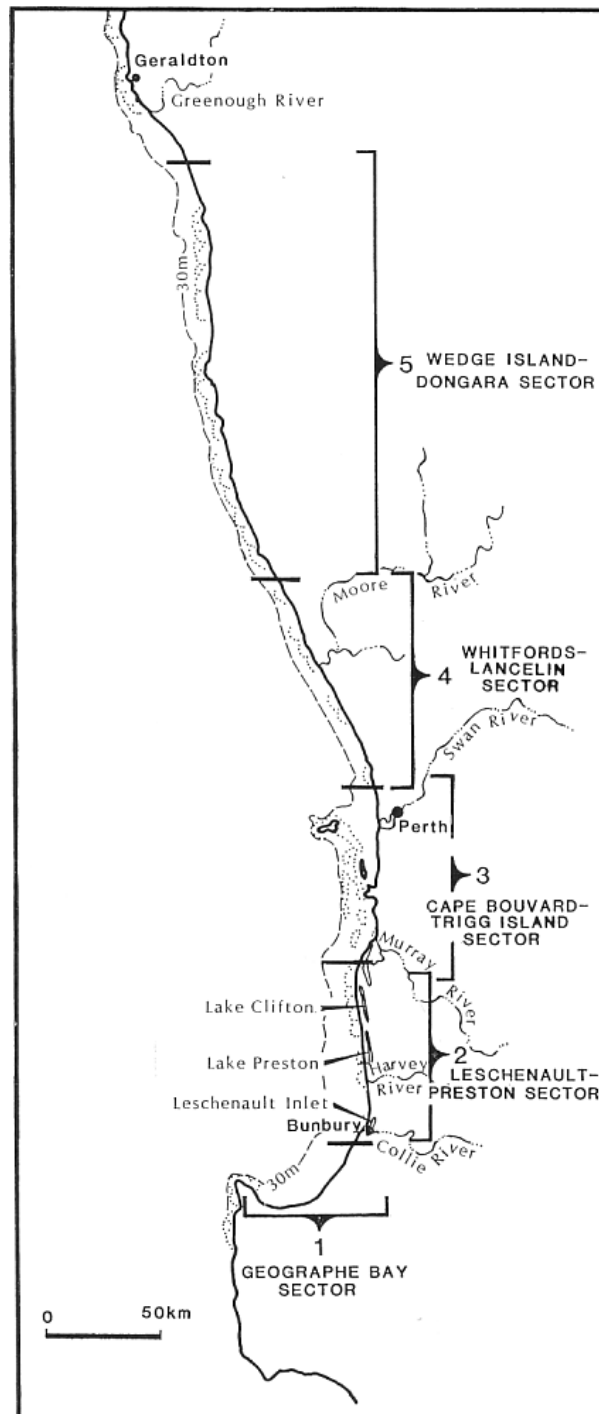 Geraldton
Greenough River
30m
5 WEDGE ISLAND-
DONGARA SECTOR
Moore River
4 WHITFORDS-
LANCELIN
SECTOR
Swan River
Perth
3
CAPE BOUVARD-
TRIGG ISLAND
SECTOR
Murray River
Lake Clifton
Lake Preston
Harvey
River
2
LESCHENAULT-
PRESTON SECTOR
Leschenault Inlet
Bunbury
Collie River
30m
1
GEOGRAPHE BAY
SECTOR
0 50km